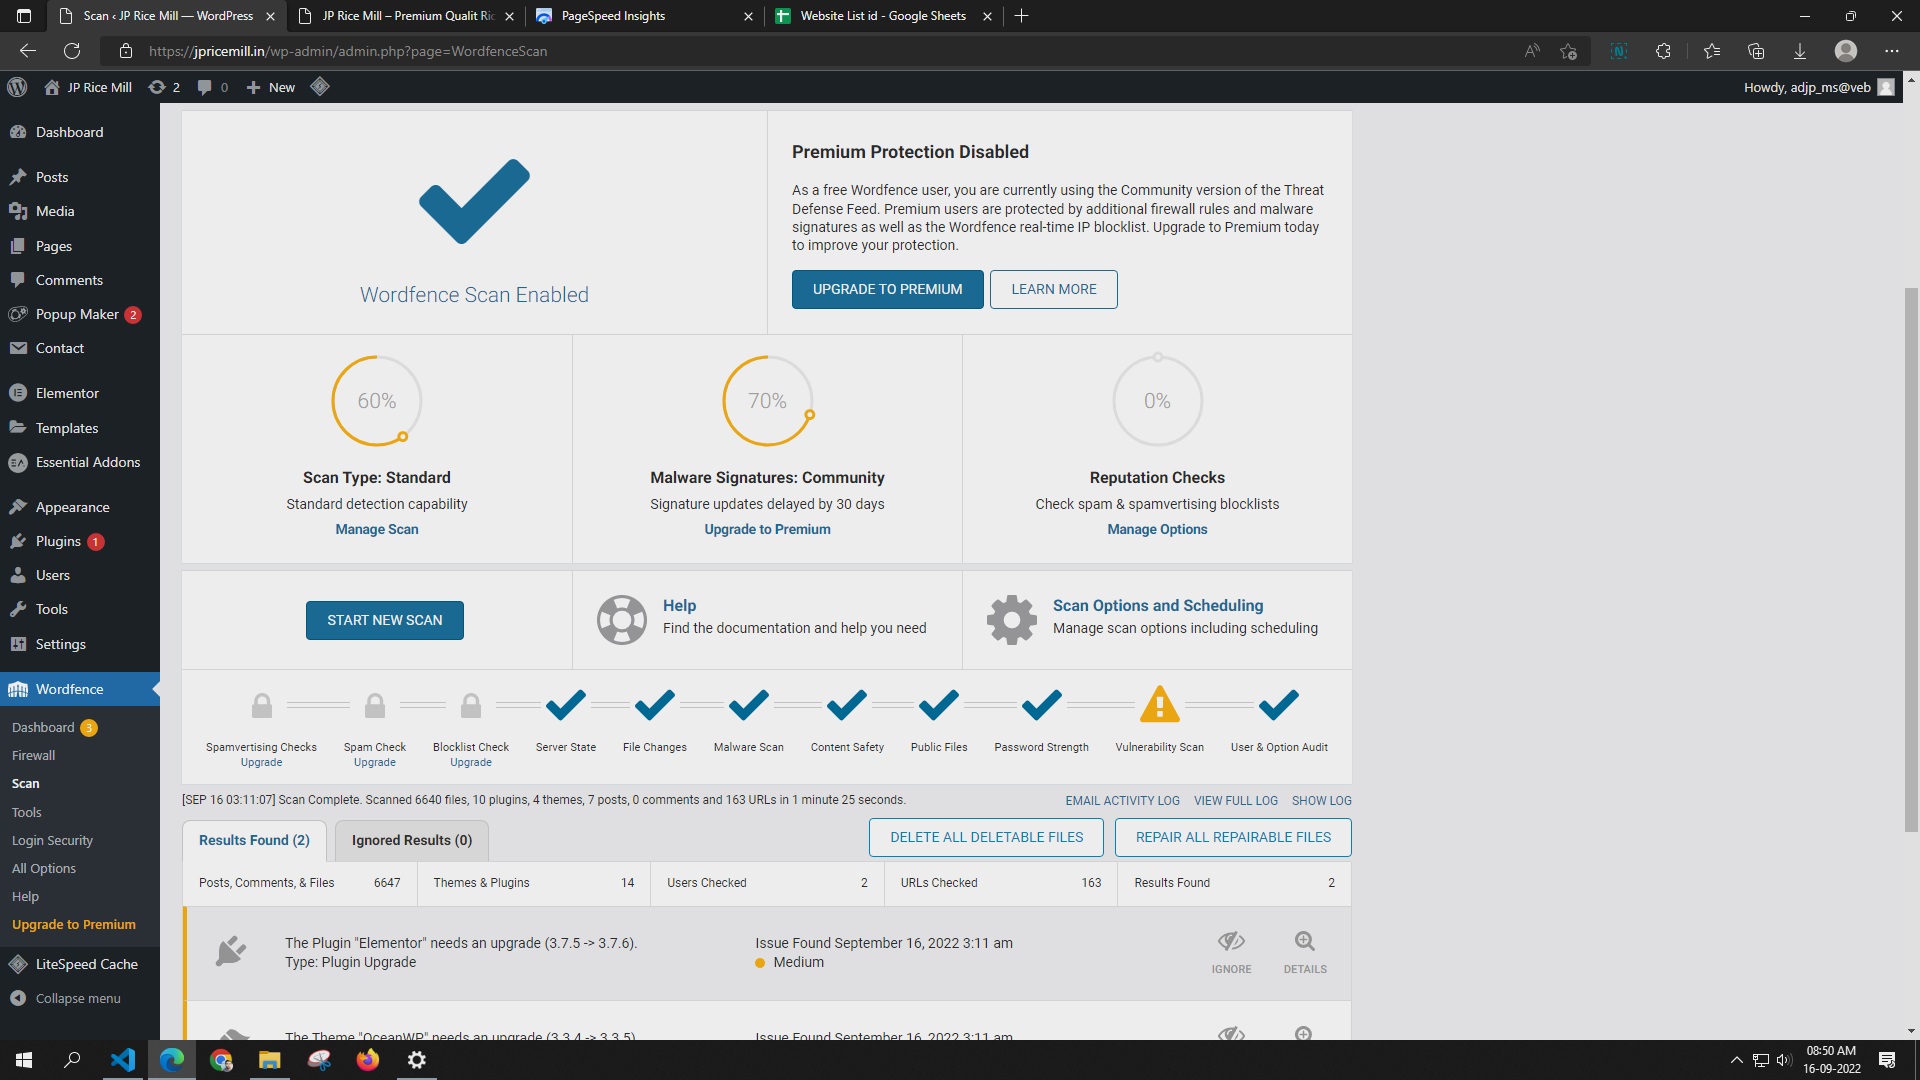 Scan ‹ JP Rice Mill — WordPress
JP Rice Mill – Premium Qualit Ric
PageSpeed Insights
Website List id - Google Sheets
https://jpricemill.in/wp-admin/admin.php?page=WordfenceScan
JP Rice Mill
2
0
New
Howdy, adjp_ms@veb
Dashboard
Posts
Media
Pages
Comments
Popup Maker 2
Contact
Elementor
Templates
Essential Addons
Appearance
Plugins 1
Users
Tools
Settings
Wordfence
Dashboard 3
Firewall
Scan
Tools
Login Security
All Options
Help
Upgrade to Premium
LiteSpeed Cache
Collapse menu
Wordfence Scan Enabled
Premium Protection Disabled
As a free Wordfence user, you are currently using the Community version of the Threat
Defense Feed. Premium users are protected by additional firewall rules and malware
signatures as well as the Wordfence real-time IP blocklist. Upgrade to Premium today
to improve your protection.
UPGRADE TO PREMIUM
LEARN MORE
60%
Scan Type: Standard
Standard detection capability
Manage Scan
70%
Malware Signatures: Community
Signature updates delayed by 30 days
Upgrade to Premium
0%
Reputation Checks
Check spam & spamvertising blocklists
Manage Options
START NEW SCAN
Help
Find the documentation and help you need
Scan Options and Scheduling
Manage scan options including scheduling
Spamvertising Checks
Upgrade
Spam Check
Upgrade
Blocklist Check
Upgrade
Server State
File Changes
Malware Scan
Content Safety
Public Files
Password Strength
Vulnerability Scan
User & Option Audit
[SEP 16 03:11:07] Scan Complete. Scanned 6640 files, 10 plugins, 4 themes, 7 posts, 0 comments and 163 URLs in 1 minute 25 seconds.
EMAIL ACTIVITY LOG
VIEW FULL LOG
SHOW LOG
Results Found (2)
Ignored Results (0)
DELETE ALL DELETABLE FILES
REPAIR ALL REPAIRABLE FILES
Posts, Comments, & Files 6647
Themes & Plugins 14
Users Checked 2
URLs Checked 163
Results Found 2
The Plugin "Elementor" needs an upgrade (3.7.5 -> 3.7.6).
Type: Plugin Upgrade
Issue Found September 16, 2022 3:11 am
Medium
IGNORE
DETAILS
The Theme "OceanWP" needs an upgrade (3.3.4 -> 3.3.5).
Issue Found September 16, 2022 3:11 am
08:50 AM
16-09-2022